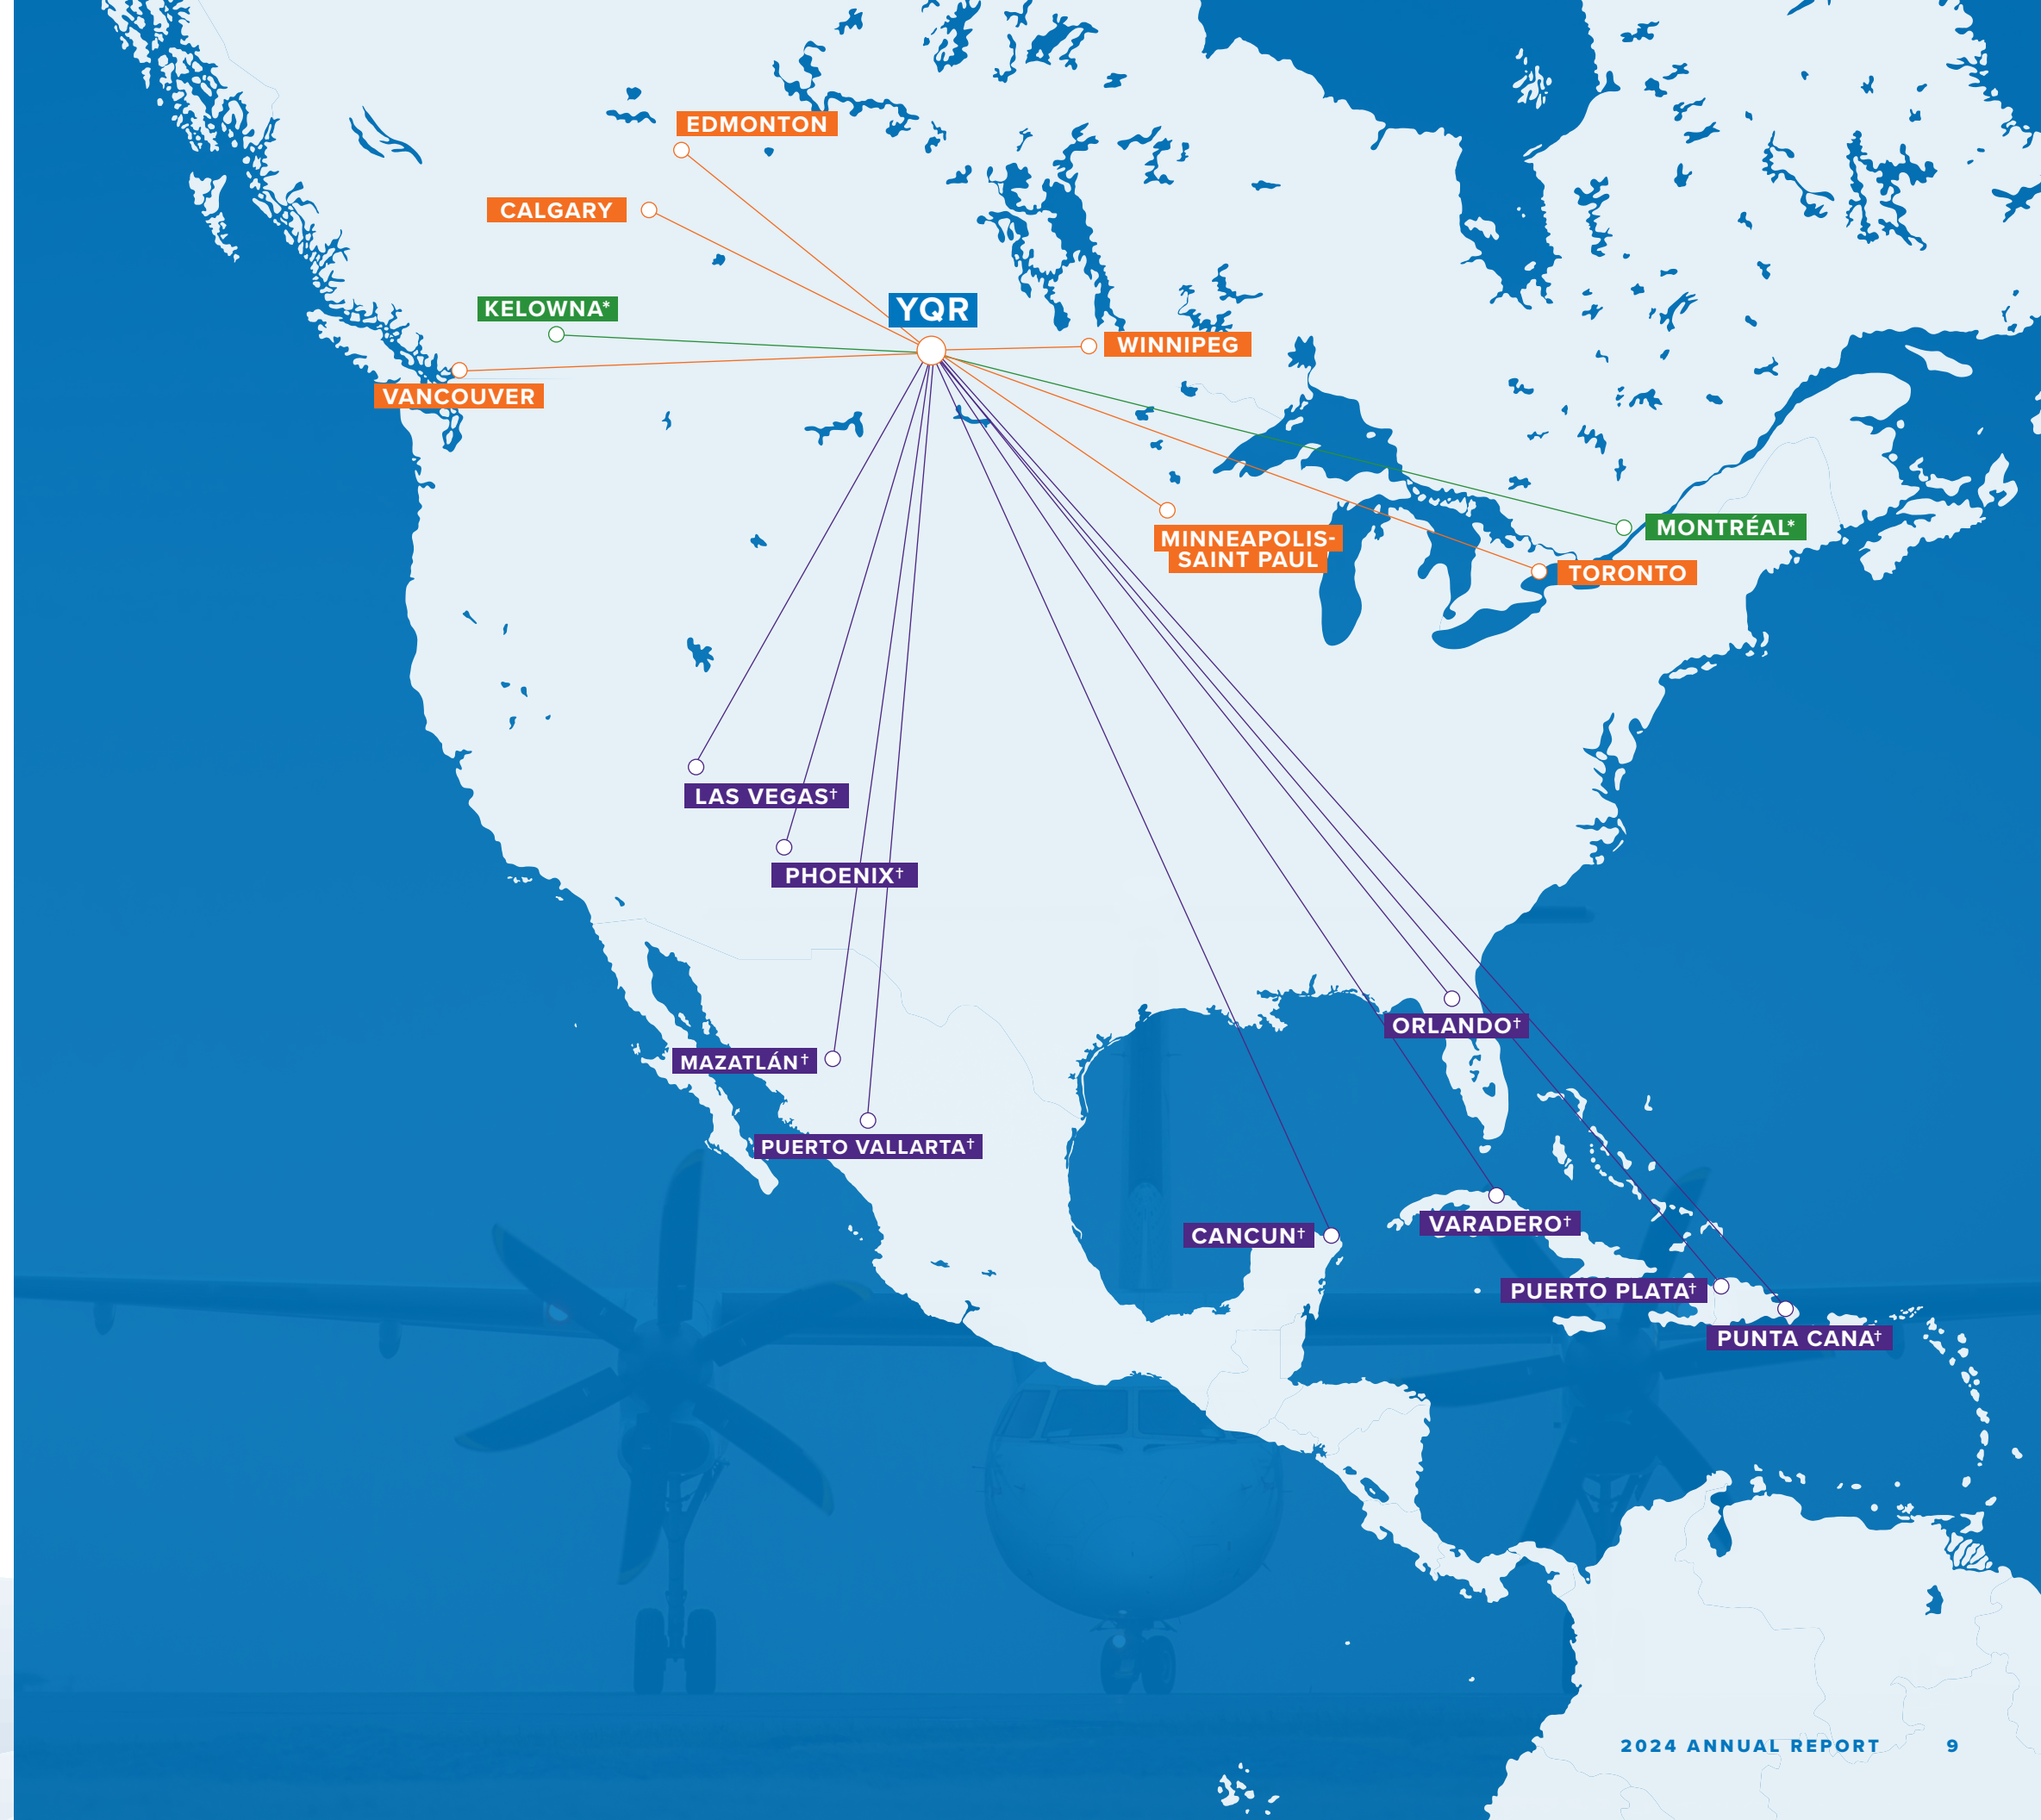 EDMONTON
CALGARY
KELOWNA*
YQR
WINNIPEG
VANCOUVER
MONTRÉAL*
MINNEAPOLIS-
SAINT PAUL
TORONTO
LAS VEGAS†
PHOENIX†
ORLANDO†
MAZATLÁN†
PUERTO VALLARTA†
VARADERO†
CANCUN†
PUERTO PLATA†
PUNTA CANA†
2024 ANNUAL REPORT 9